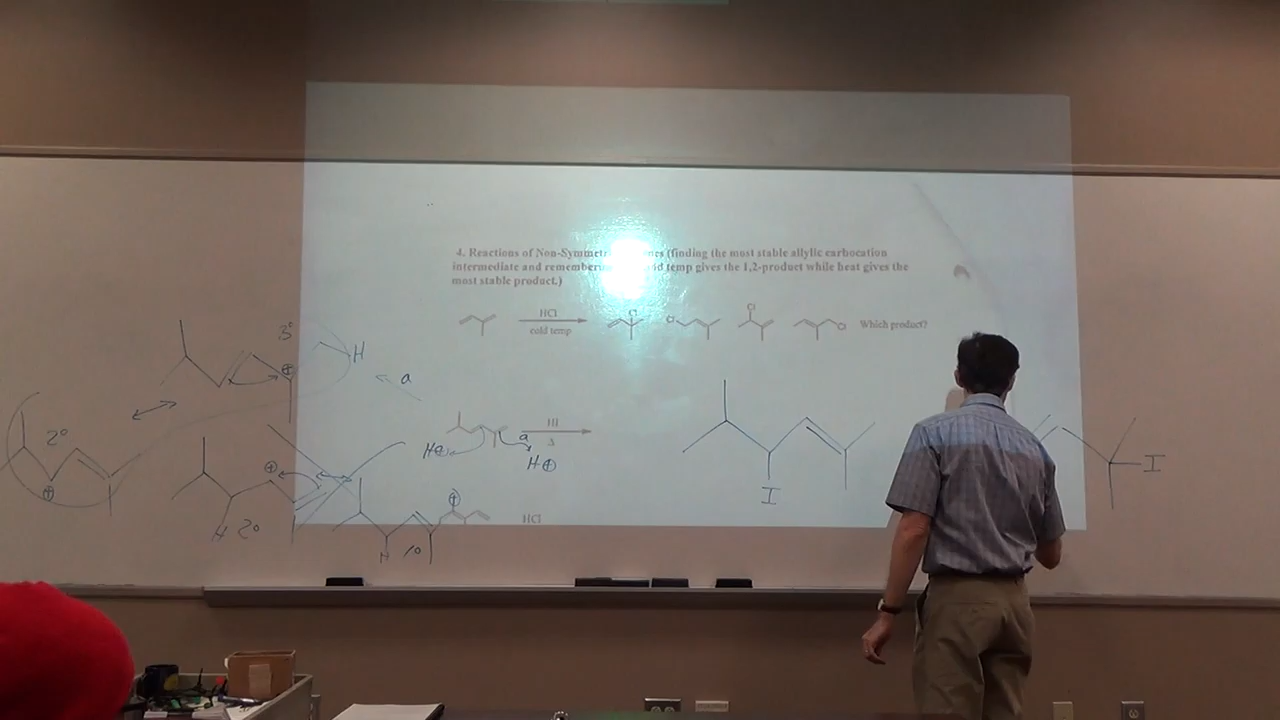 4. Reactions of Non-Symmetr (finding the most stable allylic carbocation
intermediate and remember temp gives the 1,2-product while heat gives the
most stable product.)
HCl
cold temp
Cl
Cl
Cl
Cl
Which product?
3°
⊕
H
a
2°
⊕
HI
Δ
H⊕
a
H⊕
⊕
H 2°
⊕
HCl
H
1°
I
I